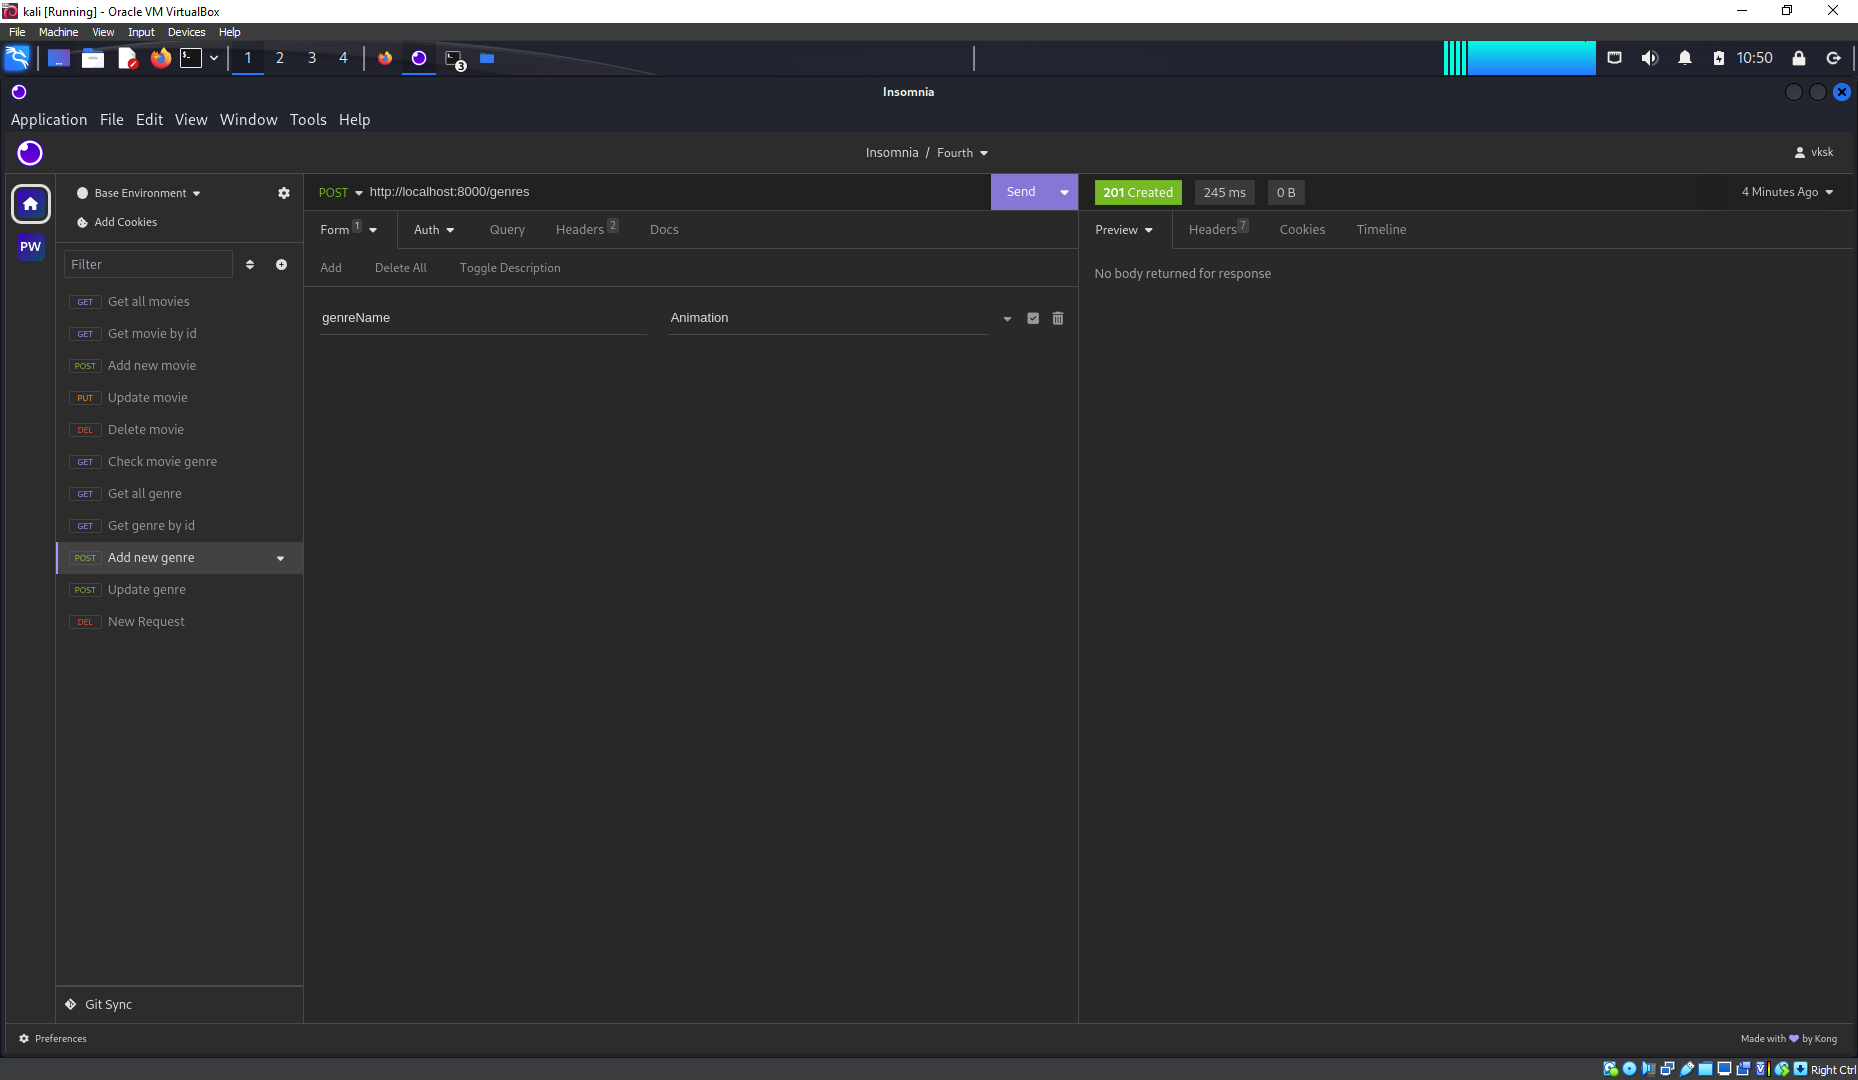 kali [Running] - Oracle VM VirtualBox
File Machine View Input Devices Help
1 2 3 4 3 10:50
Insomnia
Application File Edit View Window Tools Help
Insomnia / Fourth vksk
Base Environment
Add Cookies
PW
Filter
GET Get all movies
GET Get movie by id
POST Add new movie
PUT Update movie
DEL Delete movie
GET Check movie genre
GET Get all genre
GET Get genre by id
POST Add new genre
POST Update genre
DEL New Request
Git Sync
POST http://localhost:8000/genres Send
Form 1 Auth Query Headers 2 Docs
Add Delete All Toggle Description
genreName Animation
201 Created 245 ms 0 B 4 Minutes Ago
Preview Headers 7 Cookies Timeline
No body returned for response
Preferences Made with by Kong
Right Ctrl